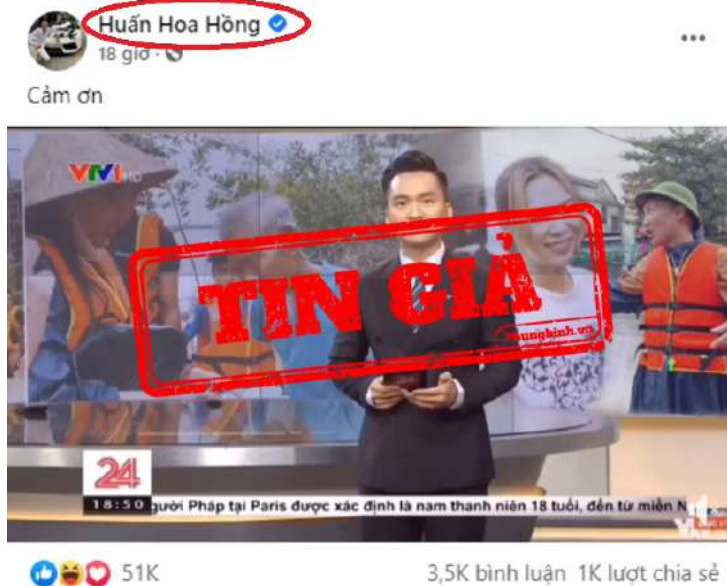 Huấn Hoa Hồng
18 giờ ·
Cảm ơn
VTV1 HD
TIN GIẢ
24
18:50 người Pháp tại Paris được xác định là nam thanh niên 18 tuổi, đến từ miền N
51K
3,5K bình luận 1K lượt chia sẻ